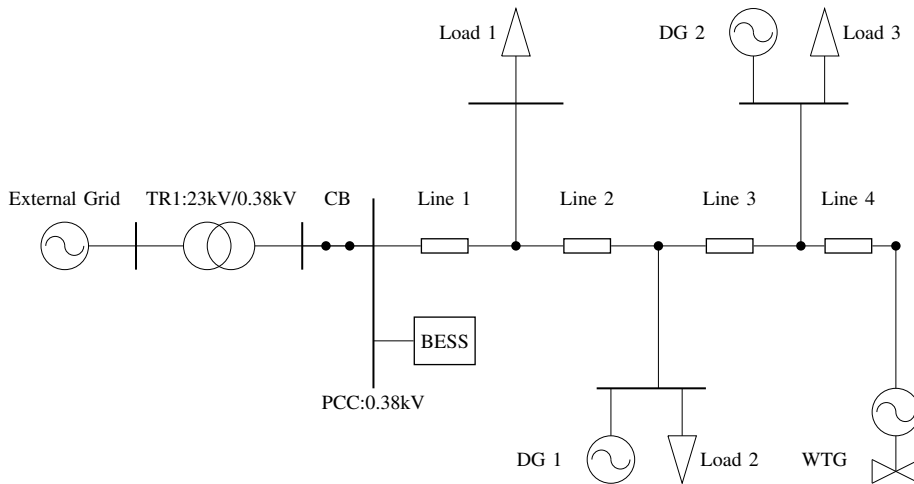 Load 1
DG 2
Load 3
External Grid
TR1:23kV/0.38kV
CB
Line 1
Line 2
Line 3
Line 4
BESS
PCC:0.38kV
DG 1
Load 2
WTG